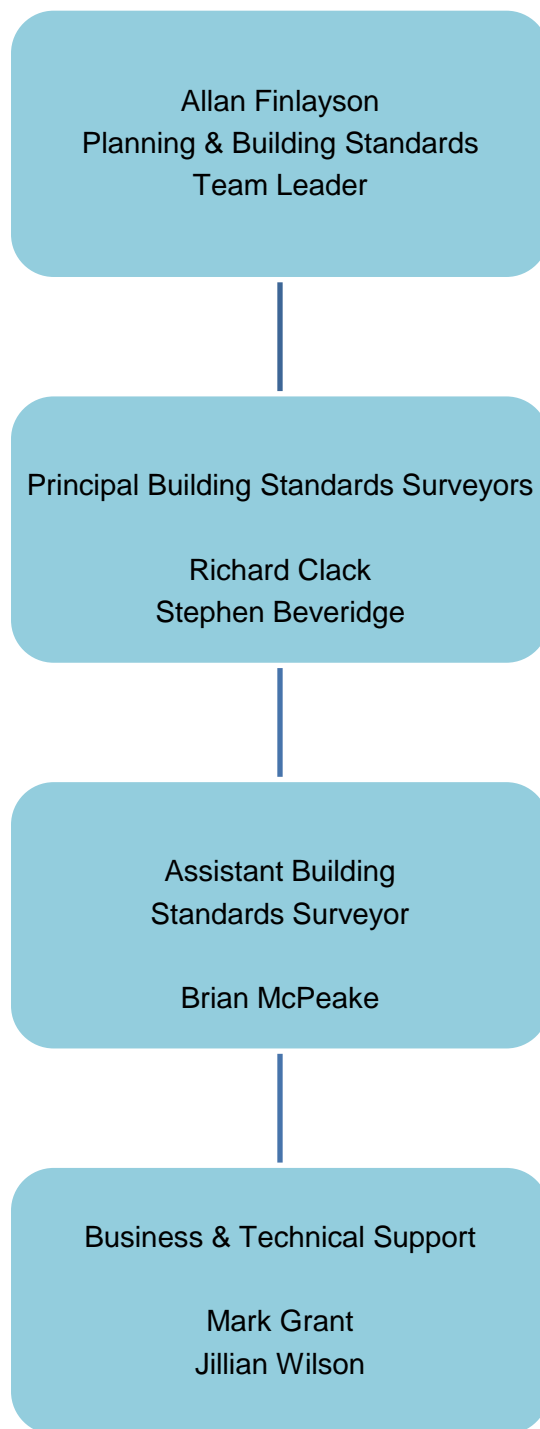 Allan Finlayson
Planning & Building Standards
Team Leader
Principal Building Standards Surveyors
Richard Clack
Stephen Beveridge
Assistant Building
Standards Surveyor
Brian McPeake
Business & Technical Support
Mark Grant
Jillian Wilson